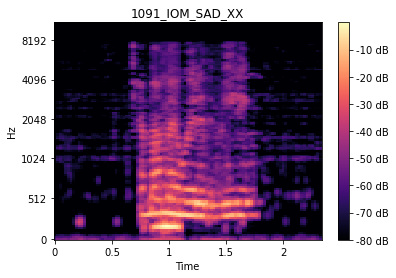 1091_IOM_SAD_XX
8192
4096
2048
1024
512
0
Hz
0
0.5
1
1.5
2
Time
-10 dB
-20 dB
-30 dB
-40 dB
-50 dB
-60 dB
-70 dB
-80 dB